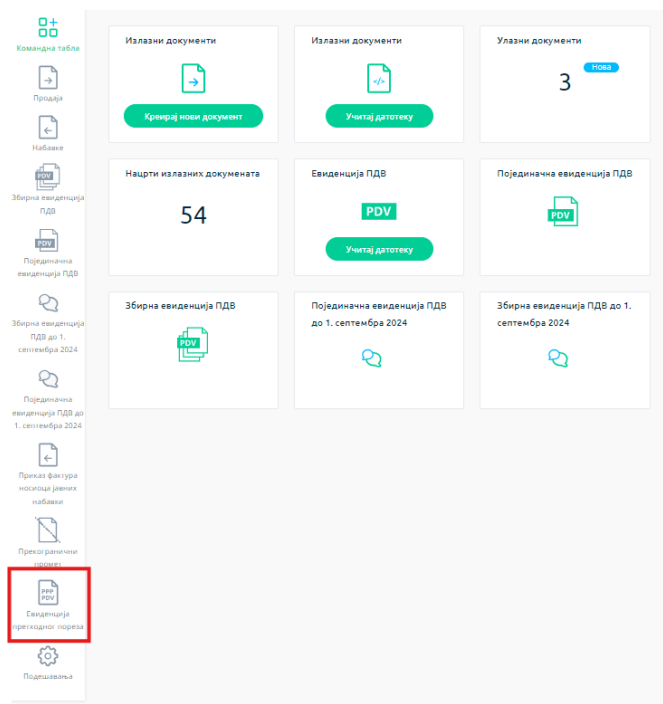 Командна табла
Продаја
Набавке
PDV
Збирна евиденција
ПДВ
PDV
Појединачна
евиденција ПДВ
Збирна евиденција
ПДВ до 1.
септембра 2024
Појединачна
евиденција ПДВ до
1. септембра 2024
Приказ фактура
носиоца јавних
набавки
Прекогранични
промет
PPP
PDV
Евиденција
претходног пореза
Подешавања
Излазни документи
Креирај нови документ
Излазни документи
</>
Учитај датотеку
Улазни документи
3
Нова
Нацрти излазних докумената
54
Евиденција ПДВ
PDV
Учитај датотеку
Појединачна евиденција ПДВ
PDV
Збирна евиденција ПДВ
PDV
Појединачна евиденција ПДВ
до 1. септембра 2024
Збирна евиденција ПДВ до 1.
септембра 2024